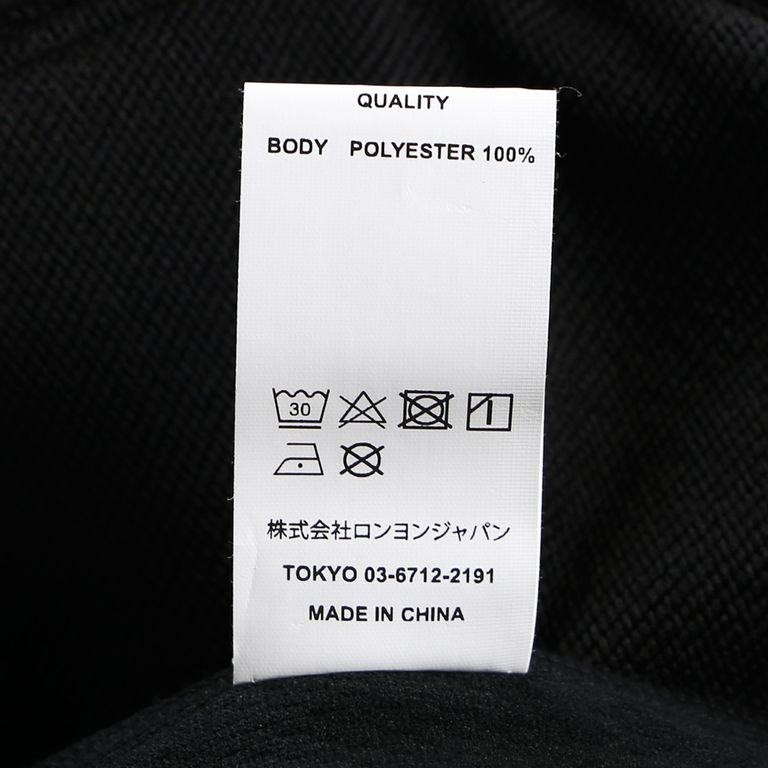 QUALITY
BODY POLYESTER 100%
30
株式会社ロンヨンジャパン
TOKYO 03-6712-2191
MADE IN CHINA